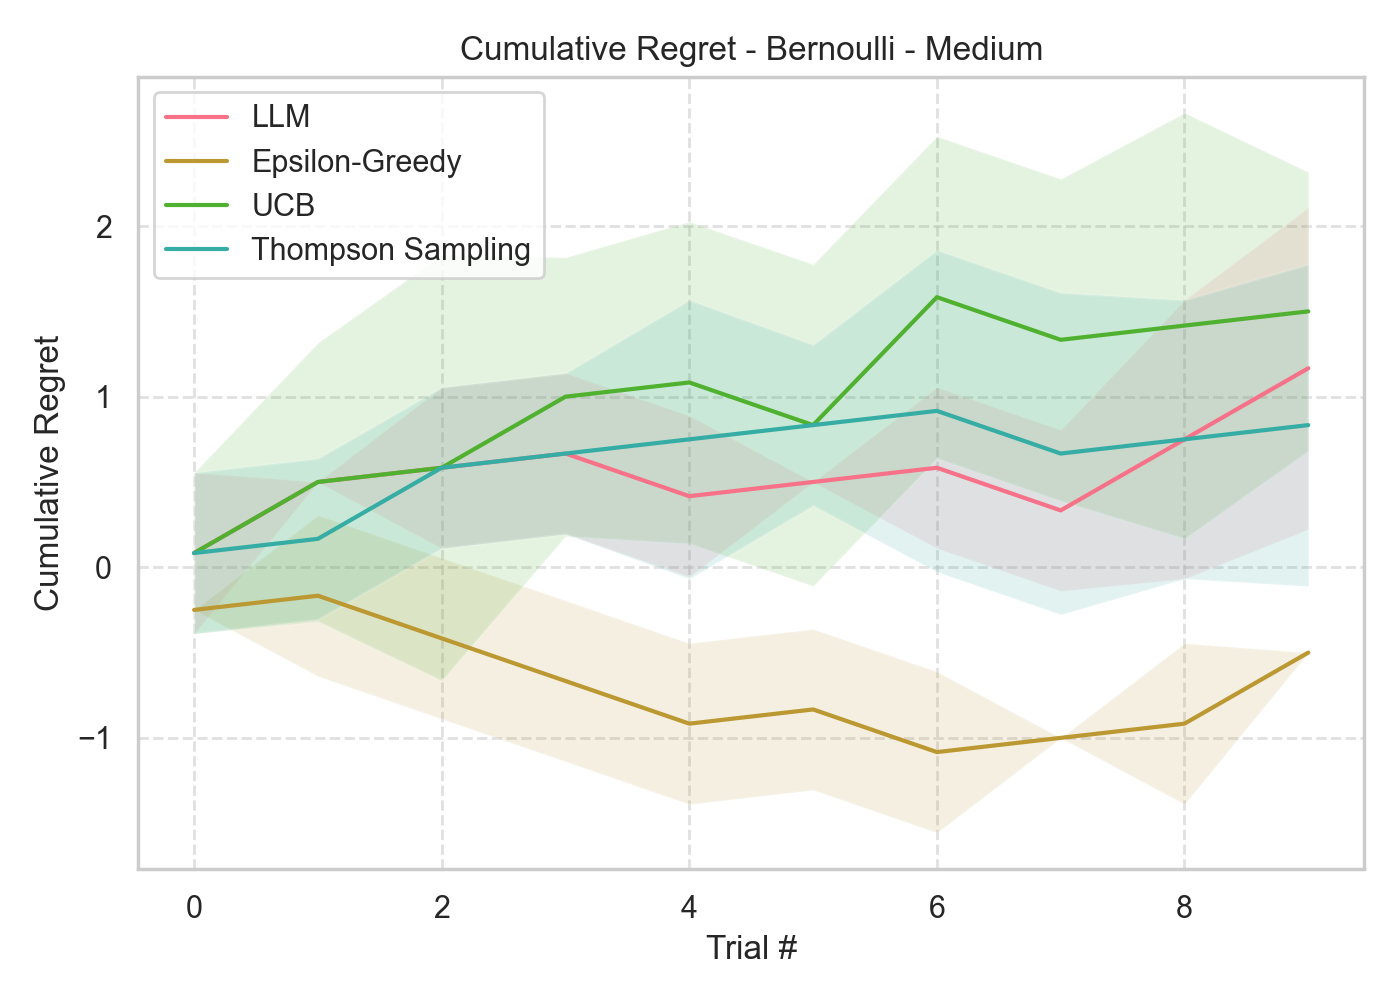 Cumulative Regret - Bernoulli - Medium
LLM
Epsilon-Greedy
UCB
Thompson Sampling
Cumulative Regret
2
1
0
−1
0 2 4 6 8
Trial #